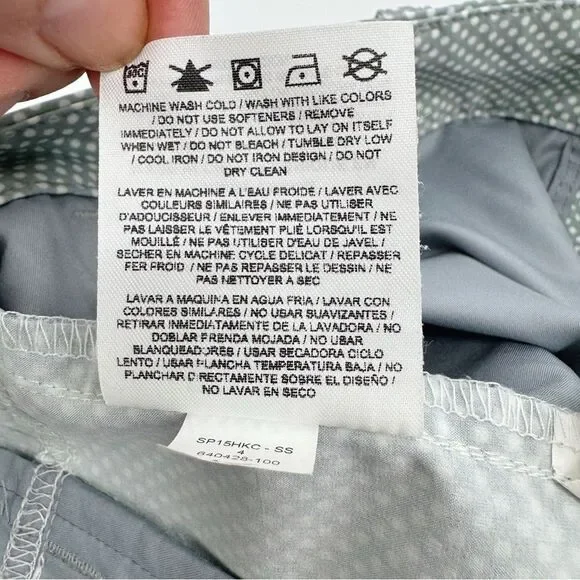 30C
MACHINE WASH COLD / WASH WITH LIKE COLORS
/ DO NOT USE SOFTENERS / REMOVE
IMMEDIATELY / DO NOT ALLOW TO LAY ON ITSELF
WHEN WET / DO NOT BLEACH / TUMBLE DRY LOW
/ COOL IRON / DO NOT IRON DESIGN / DO NOT
DRY CLEAN
LAVER EN MACHINE A L'EAU FROIDE / LAVER AVEC
COULEURS SIMILAIRES / NE PAS UTILISER
D'ADOUCISSEUR / ENLEVER IMMEDIATEMENT / NE
PAS LAISSER LE VÊTEMENT PLIÉ LORSQU'IL EST
MOUILLÉ / NE PAS UTILISER D'EAU DE JAVEL /
SECHER EN MACHINE CYCLE DELICAT / REPASSER
FER FROID / NE PAS REPASSER LE DESSIN / NE
PAS NETTOYER A SEC
LAVAR A MAQUINA EN AGUA FRIA / LAVAR CON
COLORES SIMILARES / NO USAR SUAVIZANTES /
RETIRAR INMEDIATAMENTE DE LA LAVADORA / NO
DOBLAR PRENDA MOJADA / NO USAR
BLANQUEADORES / USAR SECADORA CICLO
LENTO / USAR PLANCHA TEMPERATURA BAJA / NO
PLANCHAR DIRECTAMENTE SOBRE EL DISEÑO /
NO LAVAR EN SECO
SP15HKC - SS
4
640428-100